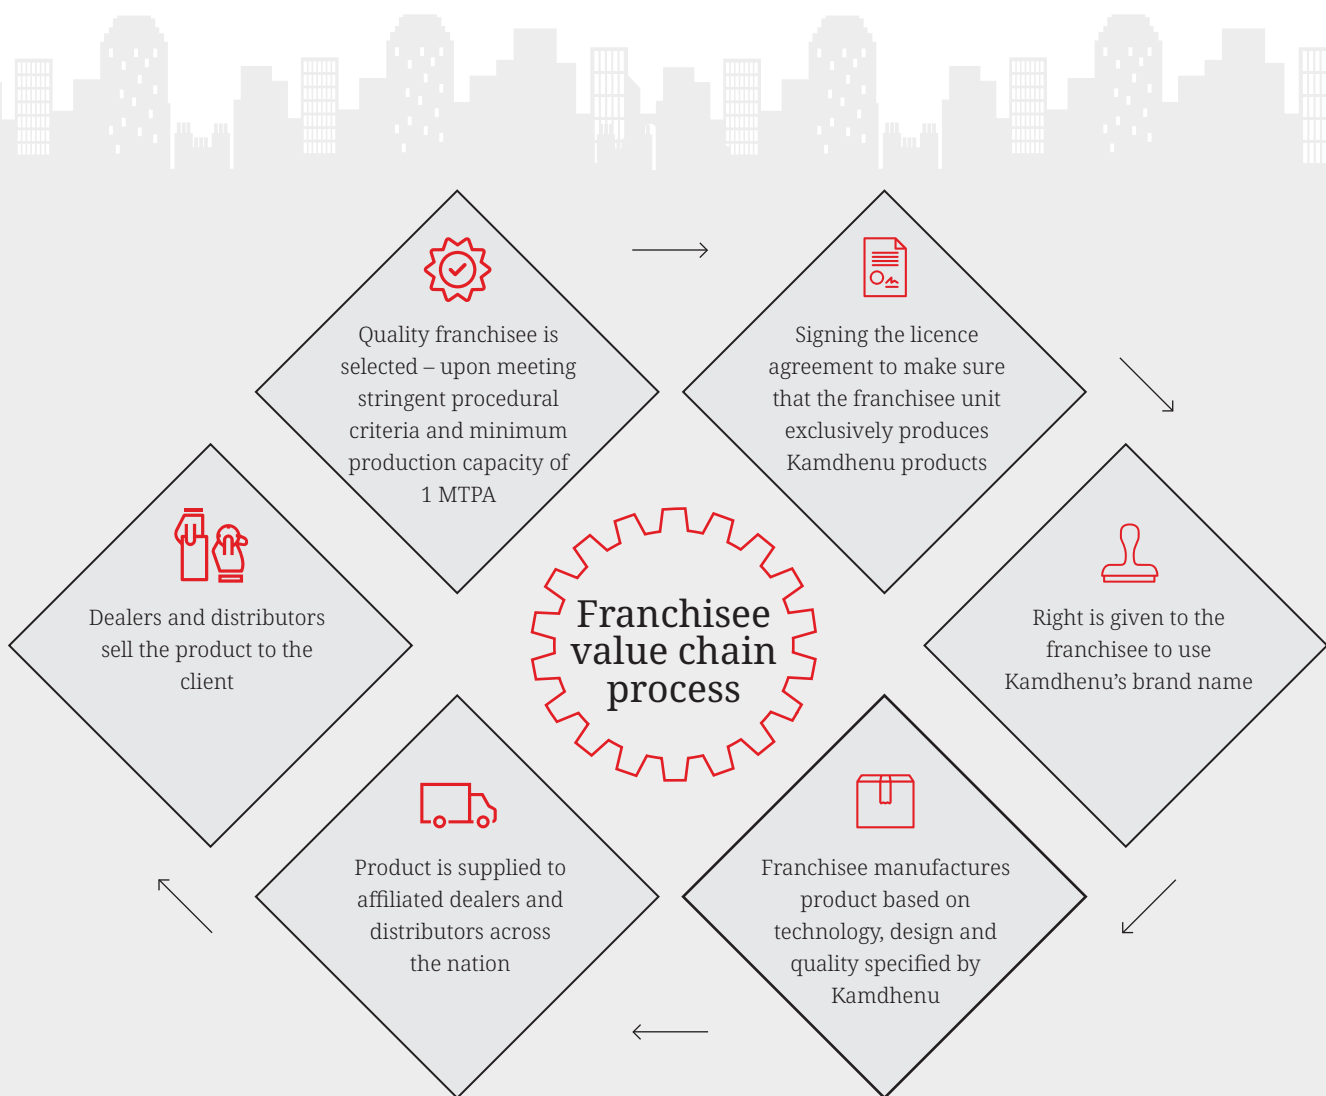 Quality franchisee is
selected – upon meeting
stringent procedural
criteria and minimum
production capacity of
1 MTPA
Signing the licence
agreement to make sure
that the franchisee unit
exclusively produces
Kamdhenu products
Right is given to the
franchisee to use
Kamdhenu’s brand name
Franchisee manufactures
product based on
technology, design and
quality specified by
Kamdhenu
Product is supplied to
affiliated dealers and
distributors across
the nation
Dealers and distributors
sell the product to the
client
Franchisee
value chain
process